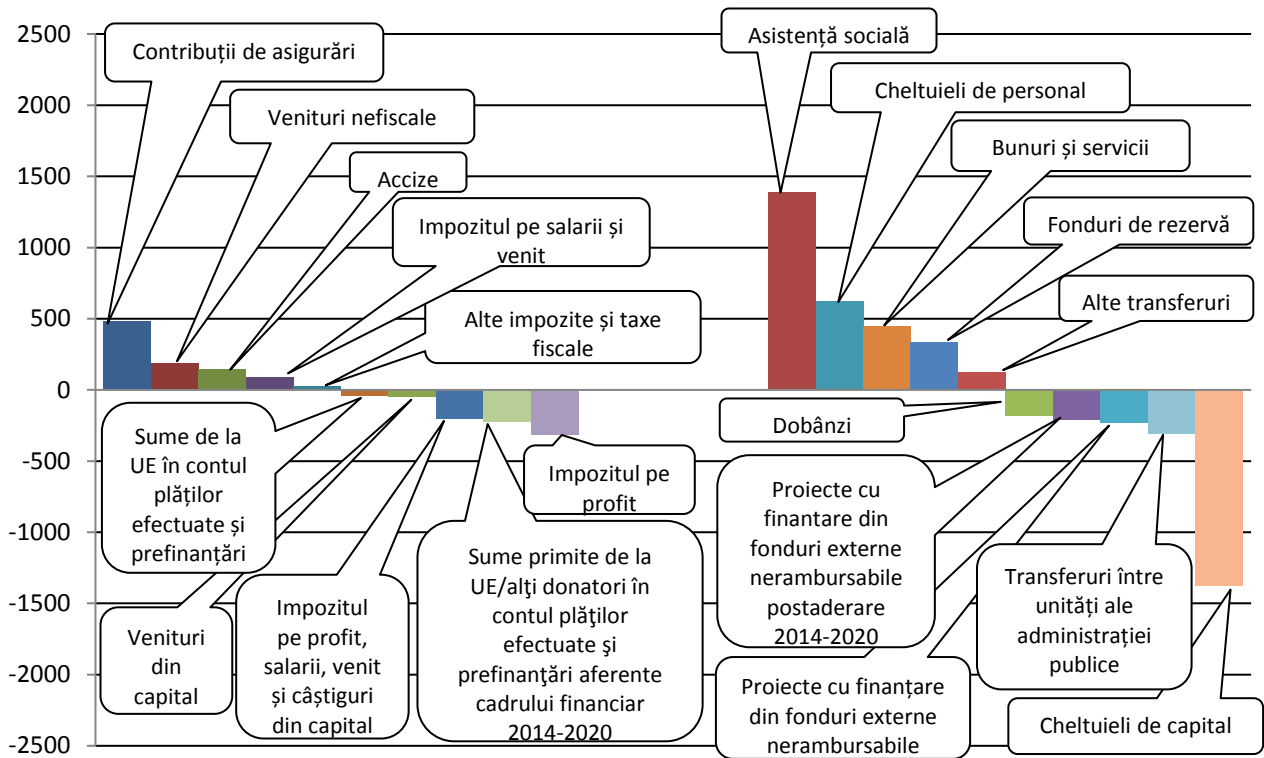 2500
2000
1500
1000
500
0
-500
-1000
-1500
-2000
-2500
Contribuții de asigurări
Venituri nefiscale
Accize
Impozitul pe salarii și
venit
Alte impozite și taxe
fiscale
Sume de la
UE în contul
plăților
efectuate și
prefinanțări
Venituri
din
capital
Impozitul
pe profit,
salarii, venit
și câștiguri
din capital
Sume primite de la
UE/alţi donatori în
contul plăţilor
efectuate şi
prefinanţări aferente
cadrului financiar
2014-2020
Impozitul pe
profit
Asistență socială
Cheltuieli de personal
Bunuri și servicii
Fonduri de rezervă
Alte transferuri
Dobânzi
Proiecte cu
finantare din
fonduri externe
nerambursabile
postaderare
2014-2020
Proiecte cu finanțare
din fonduri externe
nerambursabile
Transferuri între
unități ale
administrației
publice
Cheltuieli de capital